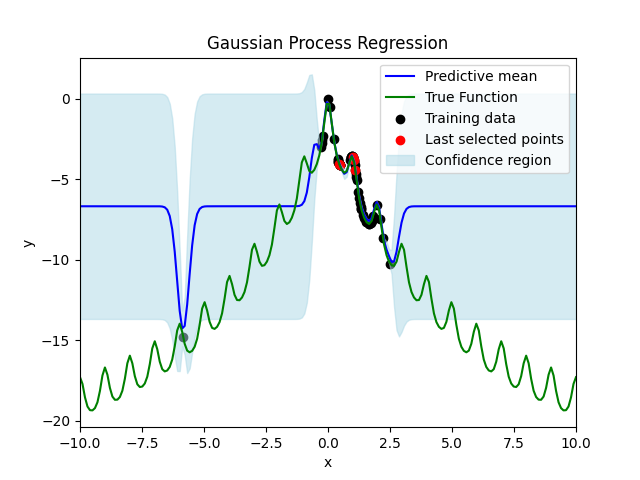 Gaussian Process Regression
Predictive mean
True Function
Training data
Last selected points
Confidence region
y
0
−5
−10
−15
−20
−10.0 −7.5 −5.0 −2.5 0.0 2.5 5.0 7.5 10.0
x